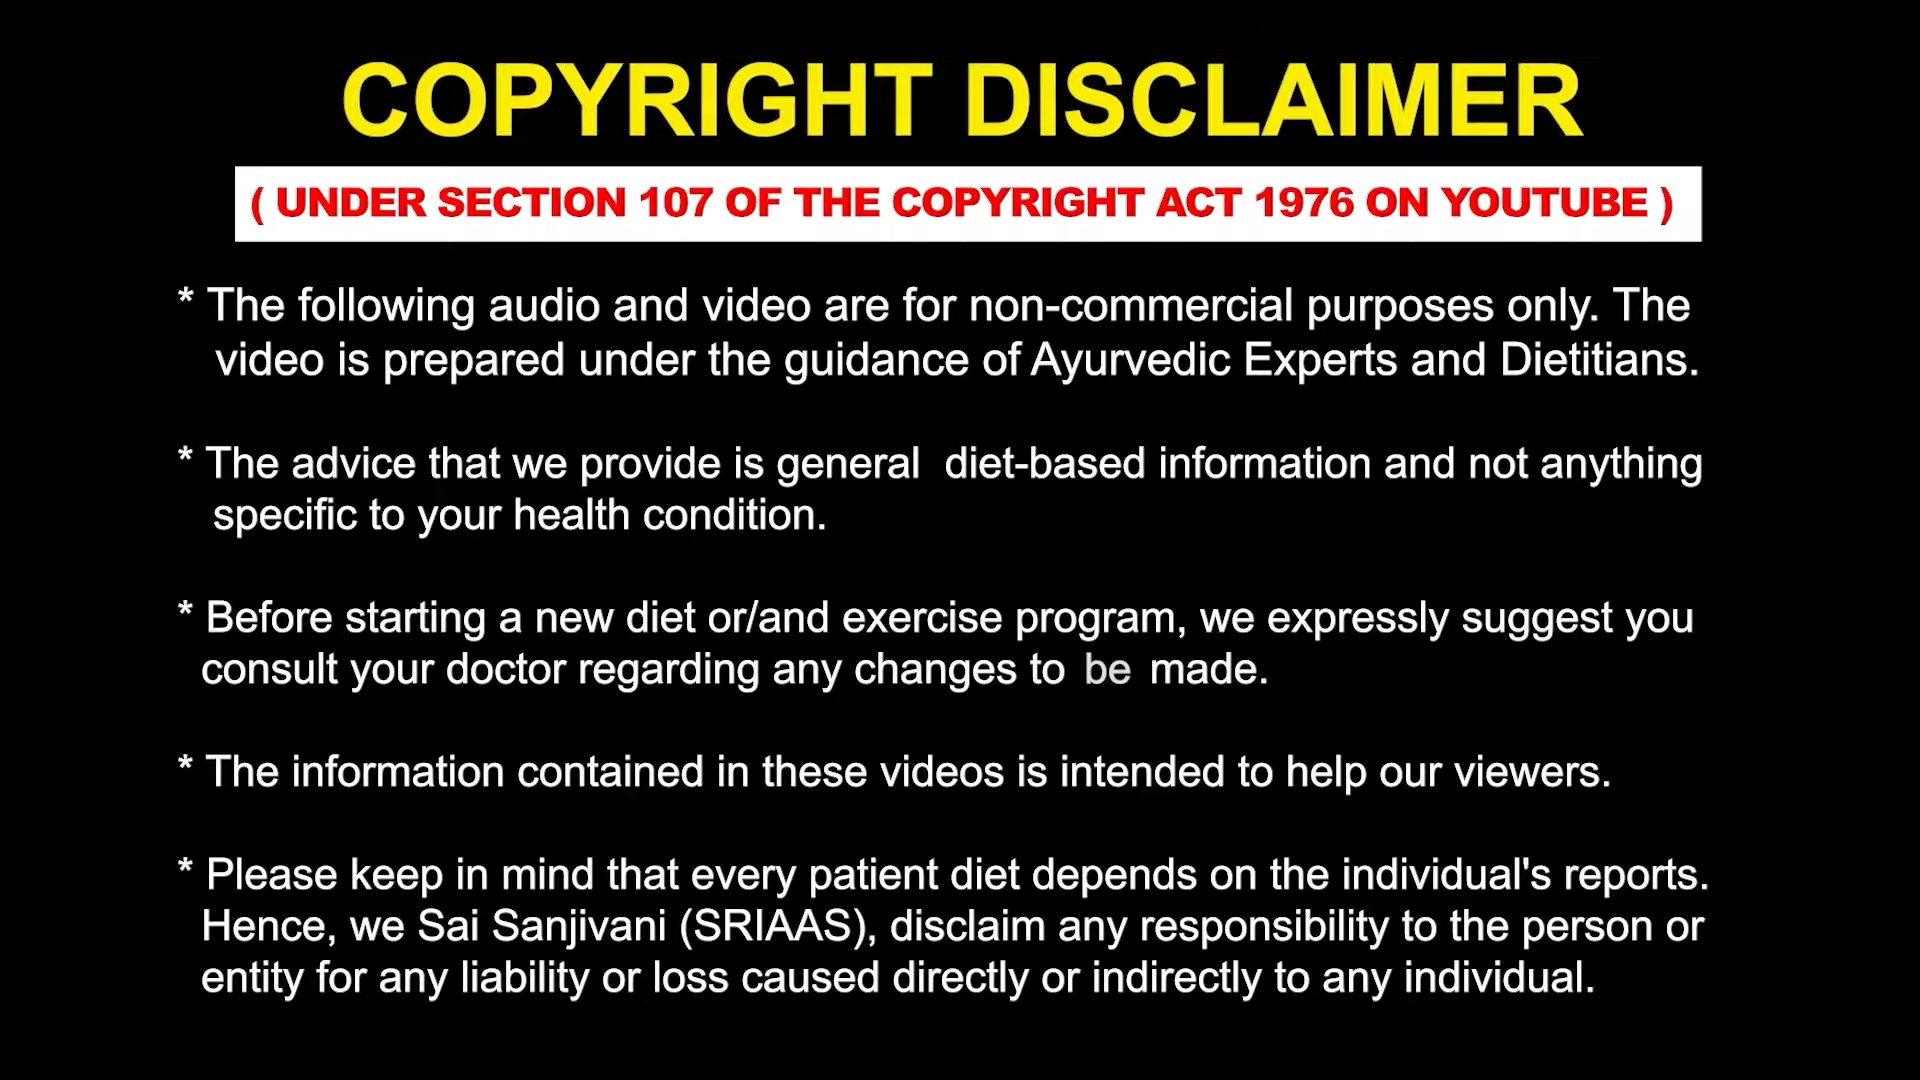 COPYRIGHT DISCLAIMER
( UNDER SECTION 107 OF THE COPYRIGHT ACT 1976 ON YOUTUBE )
* The following audio and video are for non-commercial purposes only. The
video is prepared under the guidance of Ayurvedic Experts and Dietitians.
* The advice that we provide is general diet-based information and not anything
specific to your health condition.
* Before starting a new diet or/and exercise program, we expressly suggest you
consult your doctor regarding any changes to be made.
* The information contained in these videos is intended to help our viewers.
* Please keep in mind that every patient diet depends on the individual's reports.
Hence, we Sai Sanjivani (SRIAAS), disclaim any responsibility to the person or
entity for any liability or loss caused directly or indirectly to any individual.